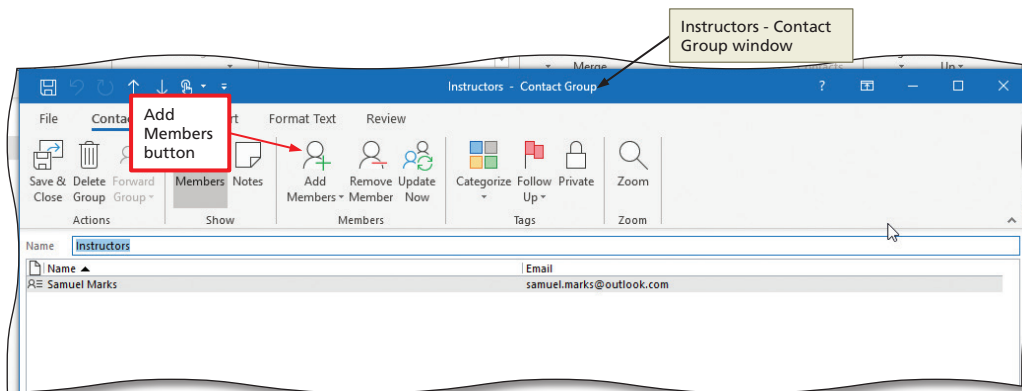 Instructors - Contact
Group window
Merge
Up
Instructors - Contact Group
?
Add
Members
button
File
Format Text
Review
Save &
Close
Delete
Group
Forward
Group
Members
Notes
Add
Members
Remove
Member
Update
Now
Categorize
Follow
Up
Private
Zoom
Actions
Show
Members
Tags
Zoom
Name
Instructors
Name
Email
Samuel Marks
samuel.marks@outlook.com